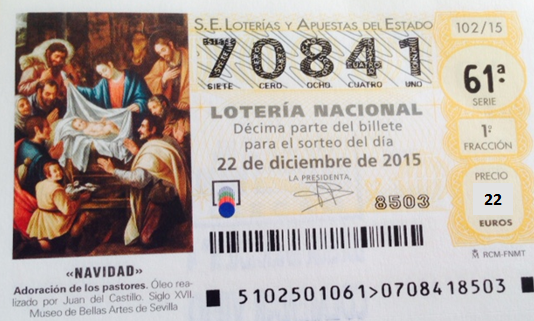 S.E. LOTERÍAS Y APUESTAS DEL ESTADO
102/15
70841
SIETE CERO OCHO CUATRO UNO
61ª
SERIE
LOTERÍA NACIONAL
Décima parte del billete
para el sorteo del día
22 de diciembre de 2015
1ª
FRACCIÓN
LA PRESIDENTA,
8503
PRECIO
22
EUROS
RCM-FNMT
«NAVIDAD»
Adoración de los pastores. Óleo rea-
lizado por Juan del Castillo. Siglo XVII.
Museo de Bellas Artes de Sevilla
5102501061>0708418503